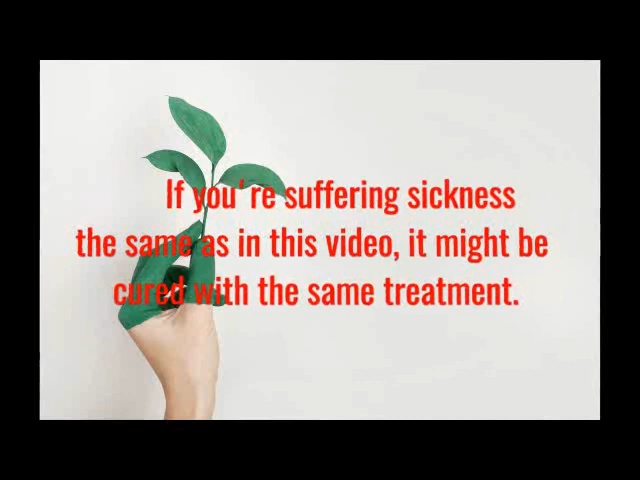 If you're suffering sickness
the same as in this video, it might be
cured with the same treatment.